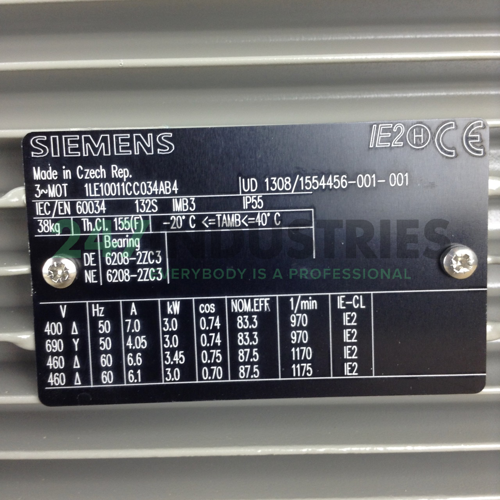 SIEMENS
IE2 H CE
Made in Czech Rep.
3~MOT 1LE10011CC034AB4 UD 1308/1554456-001-001
IEC/EN 60034 132S IMB3 IP55
38kg Th.Cl. 155(F) -20°C <=TAMB<=40°C
Bearing
DE 6208-2ZC3
NE 6208-2ZC3
INDUSTRIES
EVERYBODY IS A PROFESSIONAL
V Hz A kW cos NOM.EFF 1/min IE-CL
400 Δ 50 7.0 3.0 0.74 83.3 970 IE2
690 Y 50 4.05 3.0 0.74 83.3 970 IE2
460 Δ 60 6.6 3.45 0.75 87.5 1170 IE2
460 Δ 60 6.1 3.0 0.70 87.5 1175 IE2